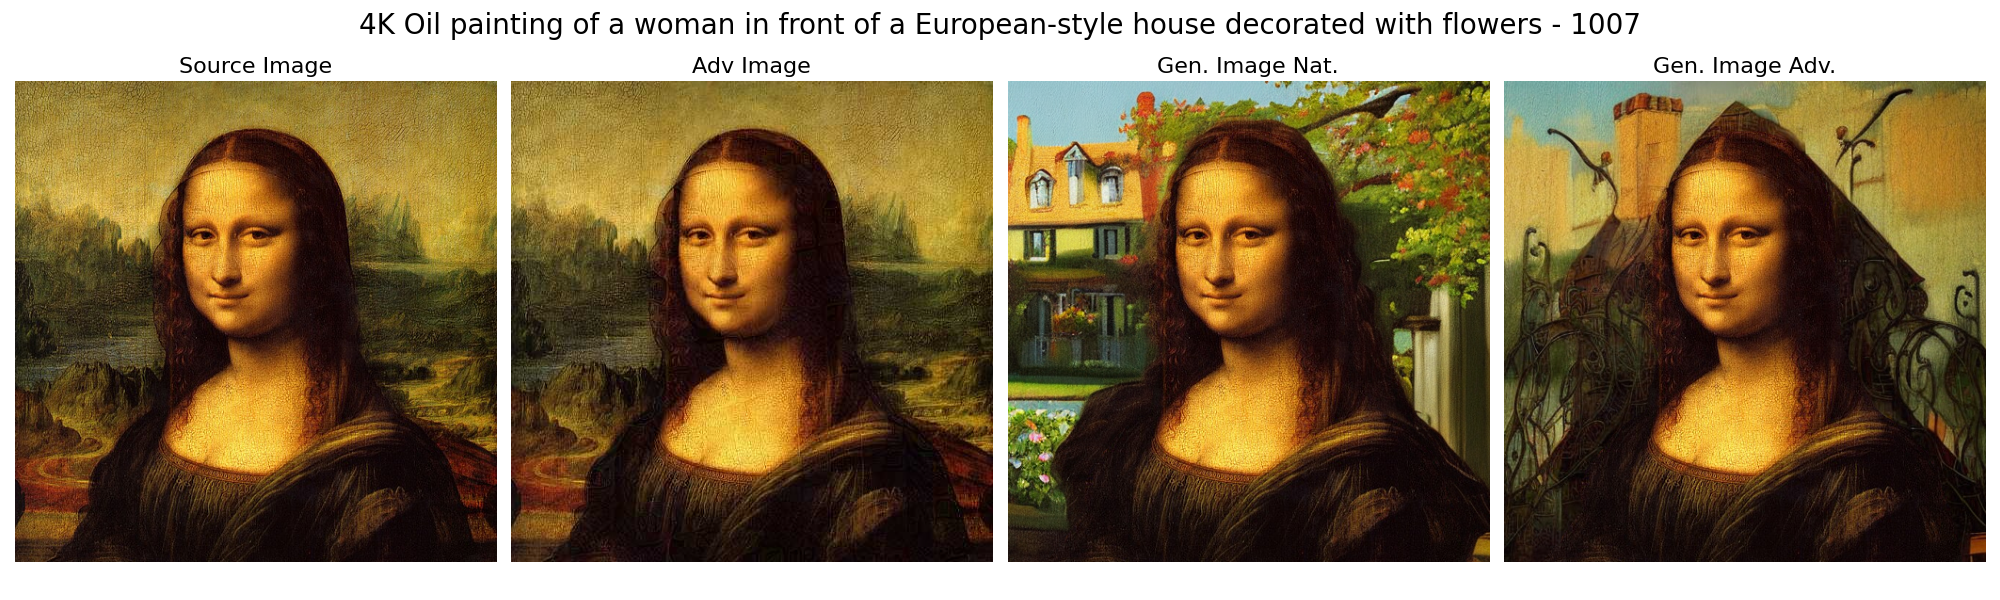 4K Oil painting of a woman in front of a European-style house decorated with flowers - 1007
Source Image
Adv Image
Gen. Image Nat.
Gen. Image Adv.